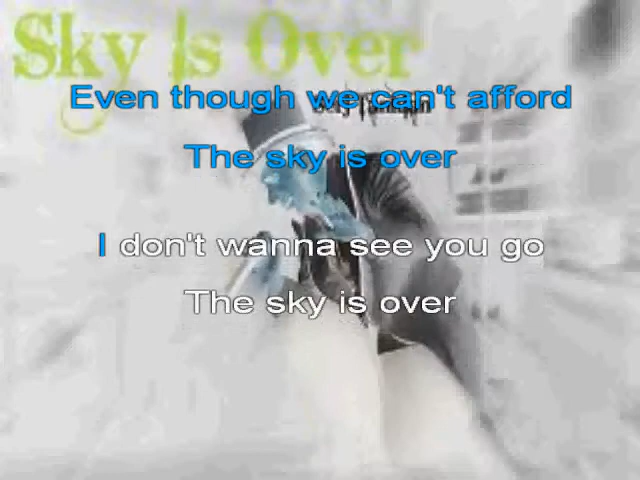 Sky Is Over
Even though we can't afford
The sky is over
I don't wanna see you go
The sky is over